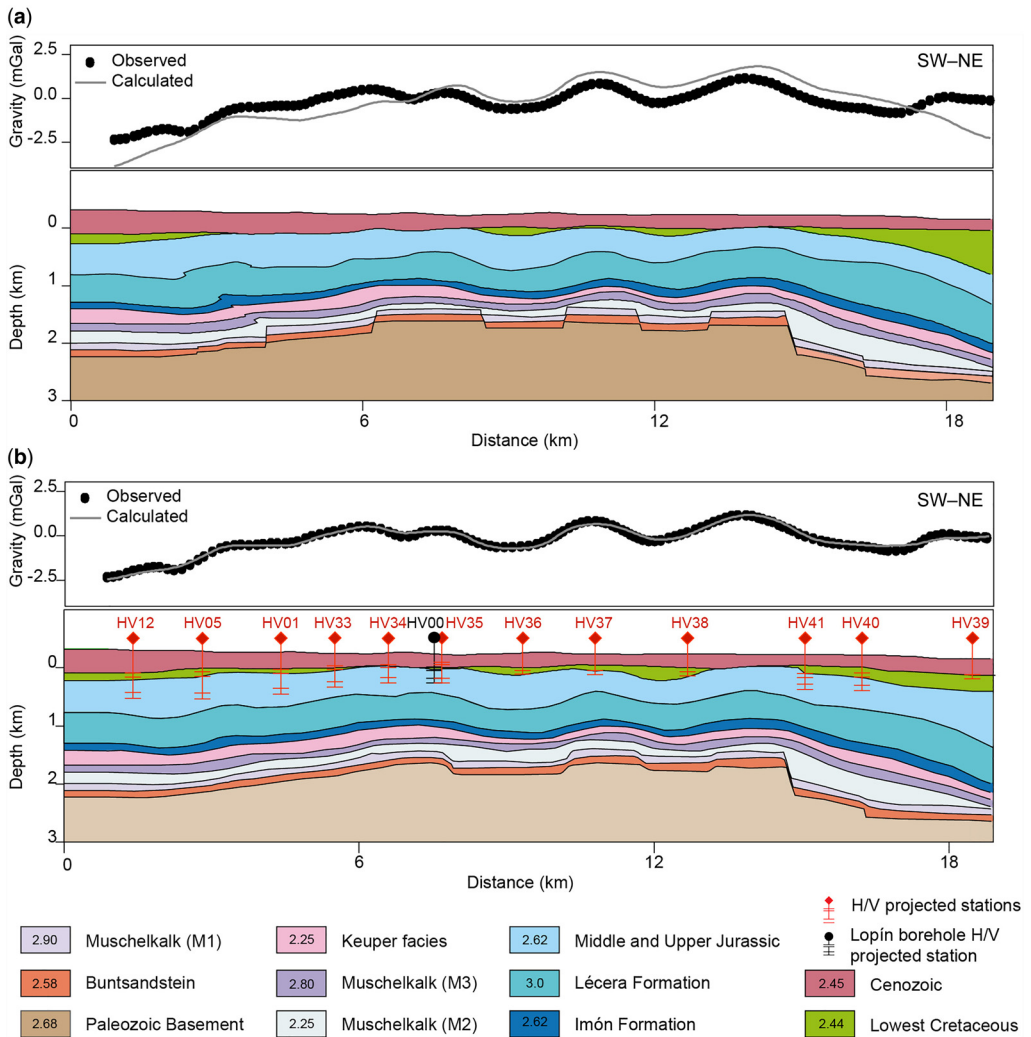 (a)
2.5
0.0
-2.5
Gravity (mGal)
Observed
Calculated
SW–NE
0
1
2
3
Depth (km)
0 6 12 18
Distance (km)
(b)
2.5
0.0
-2.5
Gravity (mGal)
Observed
Calculated
SW–NE
HV12 HV05 HV01 HV33 HV34 HV00 HV35 HV36 HV37 HV38 HV41 HV40 HV39
0
1
2
3
Depth (km)
0 6 12 18
Distance (km)
H/V projected stations
Lopín borehole H/V
projected station
2.90 Muschelkalk (M1)
2.58 Buntsandstein
2.68 Paleozoic Basement
2.25 Keuper facies
2.80 Muschelkalk (M3)
2.25 Muschelkalk (M2)
2.62 Middle and Upper Jurassic
3.0 Lécera Formation
2.62 Imón Formation
2.45 Cenozoic
2.44 Lowest Cretaceous